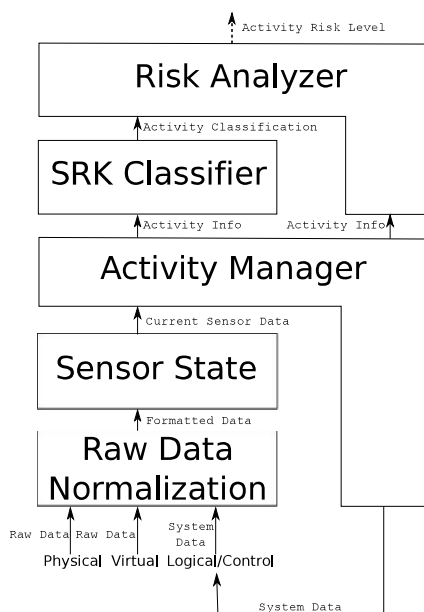 Activity Risk Level
Risk Analyzer
Activity Classification
SRK Classifier
Activity Info
Activity Info
Activity Manager
Current Sensor Data
Sensor State
Formatted Data
Raw Data
Normalization
Raw Data
Raw Data
System
Data
Physical
Virtual
Logical/Control
System Data